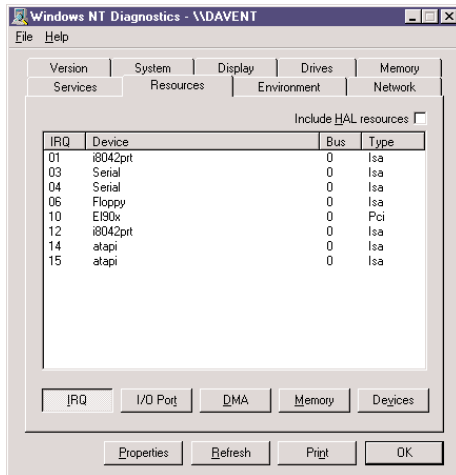 Windows NT Diagnostics - \\DAVENT
File Help
Version System Display Drives Memory
Services Resources Environment Network
Include HAL resources
IRQ Device Bus Type
01 i8042prt 0 Isa
03 Serial 0 Isa
04 Serial 0 Isa
06 Floppy 0 Isa
10 El90x 0 Pci
12 i8042prt 0 Isa
14 atapi 0 Isa
15 atapi 0 Isa
IRQ I/O Port DMA Memory Devices
Properties Refresh Print OK